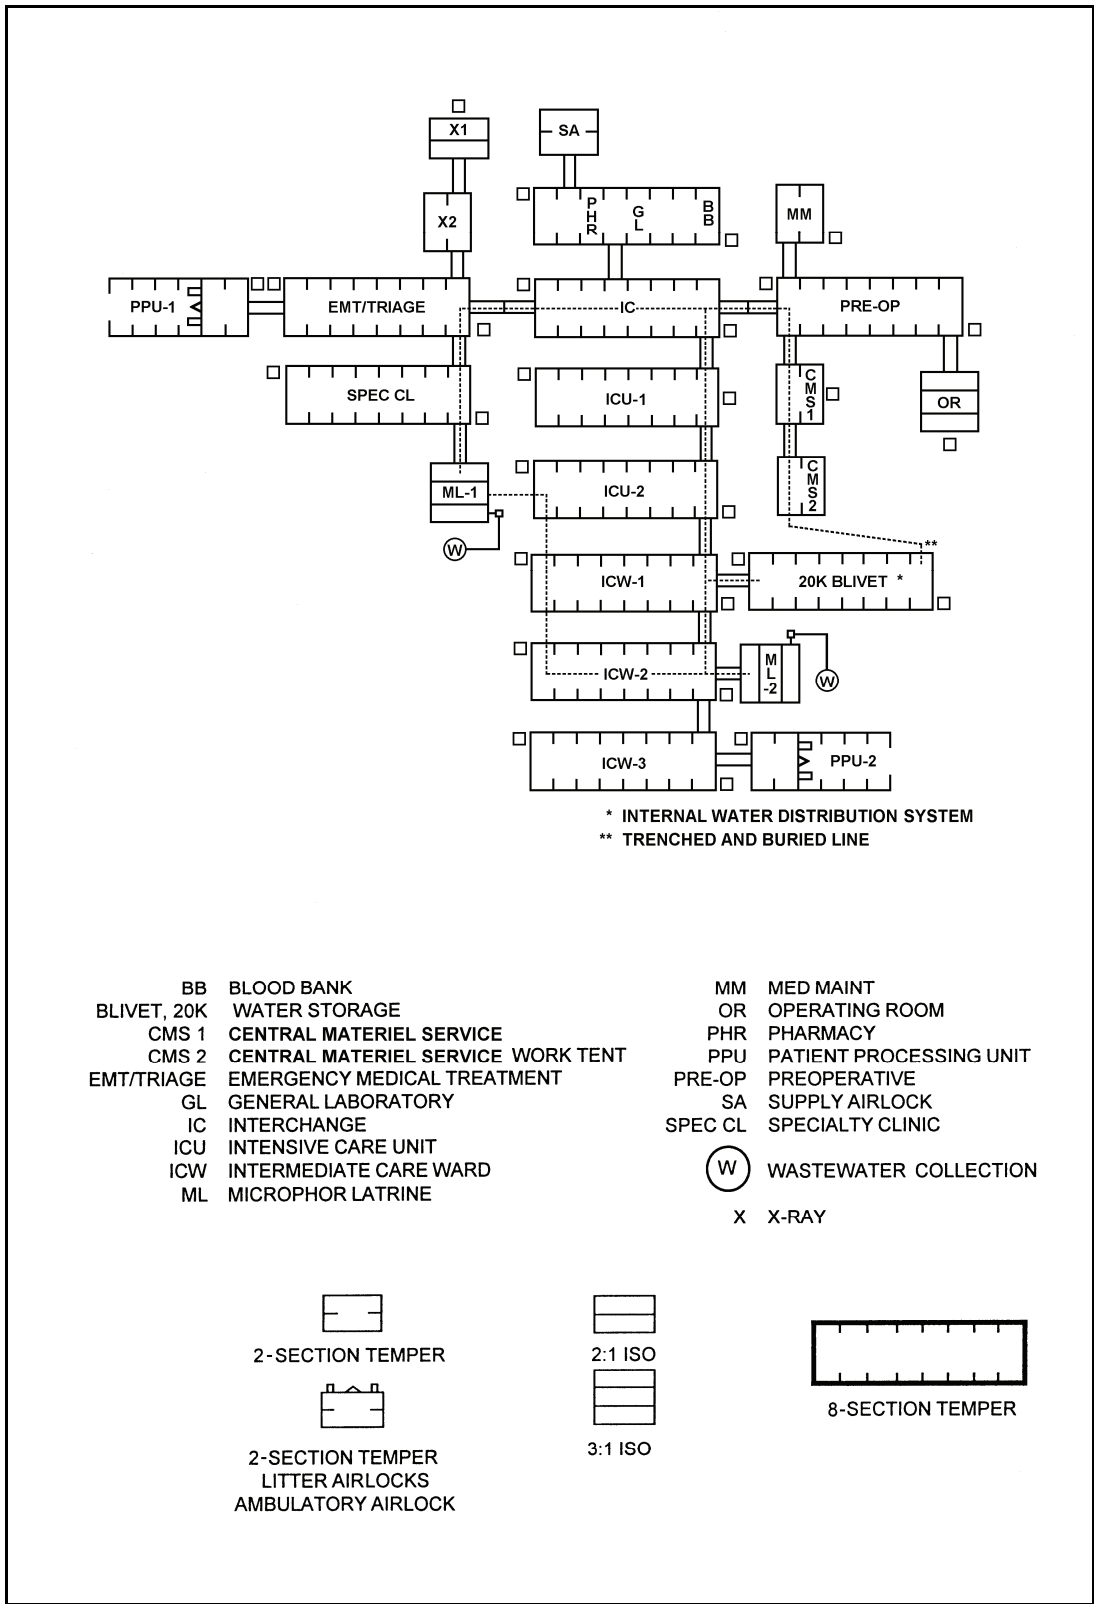 X1
SA
X2
PHR
GL
BB
MM
PPU-1
EMT/TRIAGE
IC
PRE-OP
SPEC CL
ICU-1
CMS1
OR
ML-1
ICU-2
CMS2
W
**
ICW-1
20K BLIVET *
ICW-2
ML-2
W
ICW-3
PPU-2
* INTERNAL WATER DISTRIBUTION SYSTEM
** TRENCHED AND BURIED LINE
BB BLOOD BANK
BLIVET, 20K WATER STORAGE
CMS 1 CENTRAL MATERIEL SERVICE
CMS 2 CENTRAL MATERIEL SERVICE WORK TENT
EMT/TRIAGE EMERGENCY MEDICAL TREATMENT
GL GENERAL LABORATORY
IC INTERCHANGE
ICU INTENSIVE CARE UNIT
ICW INTERMEDIATE CARE WARD
ML MICROPHOR LATRINE
MM MED MAINT
OR OPERATING ROOM
PHR PHARMACY
PPU PATIENT PROCESSING UNIT
PRE-OP PREOPERATIVE
SA SUPPLY AIRLOCK
SPEC CL SPECIALTY CLINIC
W WASTEWATER COLLECTION
X X-RAY
2-SECTION TEMPER
2-SECTION TEMPER
LITTER AIRLOCKS
AMBULATORY AIRLOCK
2:1 ISO
3:1 ISO
8-SECTION TEMPER